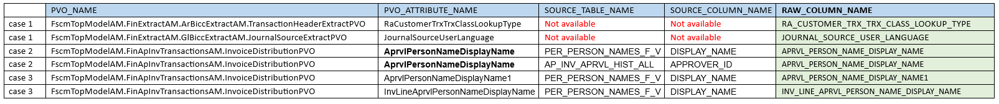 PVO_NAME PVO_ATTRIBUTE_NAME SOURCE_TABLE_NAME SOURCE_COLUMN_NAME RAW_COLUMN_NAME
case 1 FscmTopModelAM.FinExtractAM.ArBiccExtractAM.TransactionHeaderExtractPVO RaCustomerTrxTrxClassLookupType Not available Not available RA_CUSTOMER_TRX_TRX_CLASS_LOOKUP_TYPE
case 1 FscmTopModelAM.FinExtractAM.GlBiccExtractAM.JournalSourceExtractPVO JournalSourceUserLanguage Not available Not available JOURNAL_SOURCE_USER_LANGUAGE
case 2 FscmTopModelAM.FinApInvTransactionsAM.InvoiceDistributionPVO AprvlPersonNameDisplayName PER_PERSON_NAMES_F_V DISPLAY_NAME APRVL_PERSON_NAME_DISPLAY_NAME
case 2 FscmTopModelAM.FinApInvTransactionsAM.InvoiceDistributionPVO AprvlPersonNameDisplayName AP_INV_APRVL_HIST_ALL APPROVER_ID APRVL_PERSON_NAME_DISPLAY_NAME
case 3 FscmTopModelAM.FinApInvTransactionsAM.InvoiceDistributionPVO AprvlPersonNameDisplayName1 PER_PERSON_NAMES_F_V DISPLAY_NAME APRVL_PERSON_NAME_DISPLAY_NAME1
case 3 FscmTopModelAM.FinApInvTransactionsAM.InvoiceDistributionPVO InvLineAprvlPersonNameDisplayName PER_PERSON_NAMES_F_V DISPLAY_NAME INV_LINE_APRVL_PERSON_NAME_DISPLAY_NAME